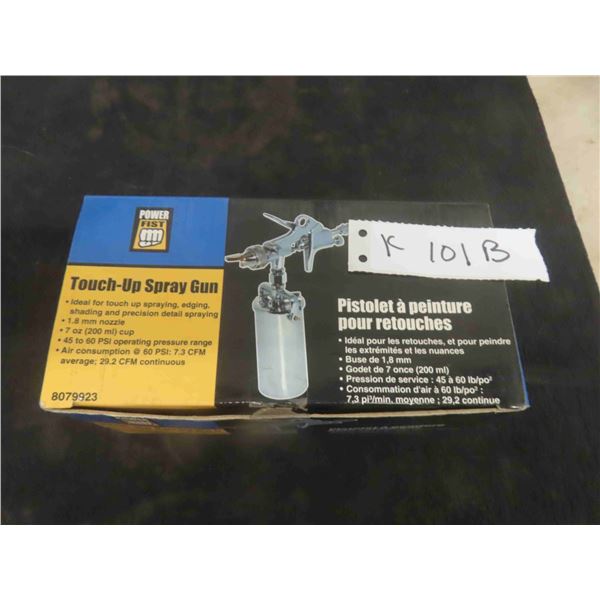 POWER
FIST
K 101B
Touch-Up Spray Gun
• Ideal for touch up spraying, edging,
shading and precision detail spraying
• 1.8 mm nozzle
• 7 oz (200 ml) cup
• 45 to 60 PSI operating pressure range
• Air consumption @ 60 PSI: 7.3 CFM
average; 29.2 CFM continuous
8079923
Pistolet à peinture
pour retouches
• Idéal pour les retouches, et pour peindre
les extrémités et les nuances
• Buse de 1,8 mm
• Godet de 7 once (200 ml)
• Pression de service : 45 à 60 lb/po²
• Consommation d'air à 60 lb/po² :
7,3 pi³/min. moyenne ; 29,2 continue